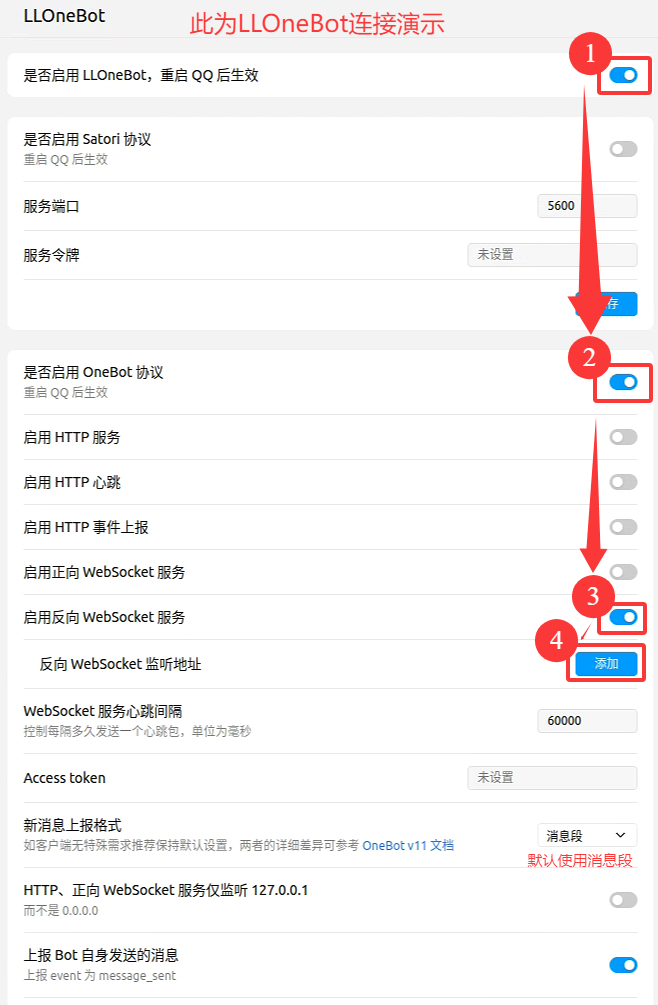 LLOneBot
此为LLOneBot连接演示
1
是否启用 LLOneBot，重启 QQ 后生效
是否启用 Satori 协议
重启 QQ 后生效
服务端口
5600
服务令牌
未设置
存
2
是否启用 OneBot 协议
重启 QQ 后生效
启用 HTTP 服务
启用 HTTP 心跳
启用 HTTP 事件上报
启用正向 WebSocket 服务
3
启用反向 WebSocket 服务
4
反向 WebSocket 监听地址
添加
WebSocket 服务心跳间隔
控制每隔多久发送一个心跳包，单位为毫秒
60000
Access token
未设置
新消息上报格式
如客户端无特殊需求推荐保持默认设置，两者的详细差异可参考 OneBot v11 文档
消息段
默认使用消息段
HTTP、正向 WebSocket 服务仅监听 127.0.0.1
而不是 0.0.0.0
上报 Bot 自身发送的消息
上报 event 为 message_sent